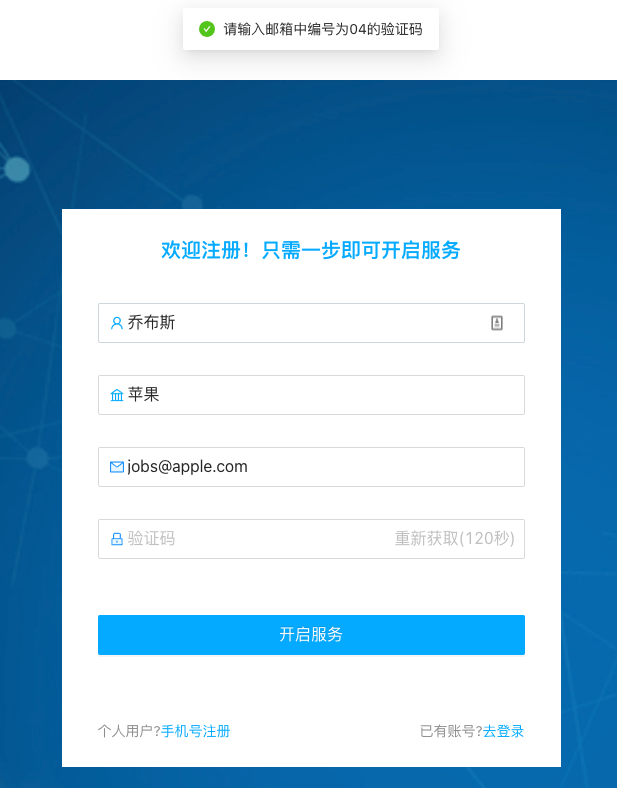 请输入邮箱中编号为04的验证码
欢迎注册！只需一步即可开启服务
乔布斯
苹果
jobs@apple.com
验证码 重新获取(120秒)
开启服务
个人用户?手机号注册 已有账号?去登录